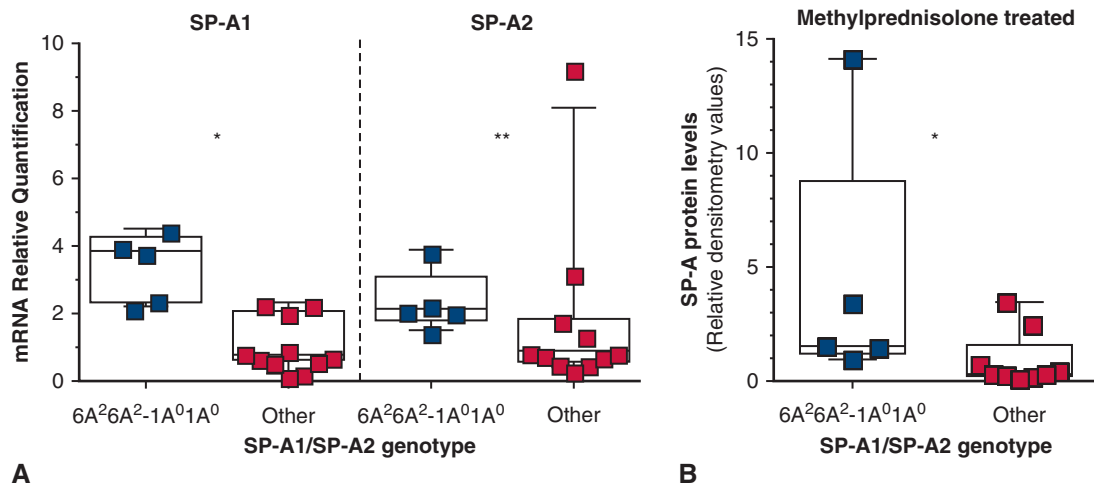 SP-A1
SP-A2
mRNA Relative Quantification
10
8
6
4
2
0
*
**
6A²6A²-1A⁰1A⁰
Other
6A²6A²-1A⁰1A⁰
Other
SP-A1/SP-A2 genotype
A
Methylprednisolone treated
SP-A protein levels
(Relative densitometry values)
15
10
5
0
*
6A²6A²-1A⁰1A⁰
Other
SP-A1/SP-A2 genotype
B